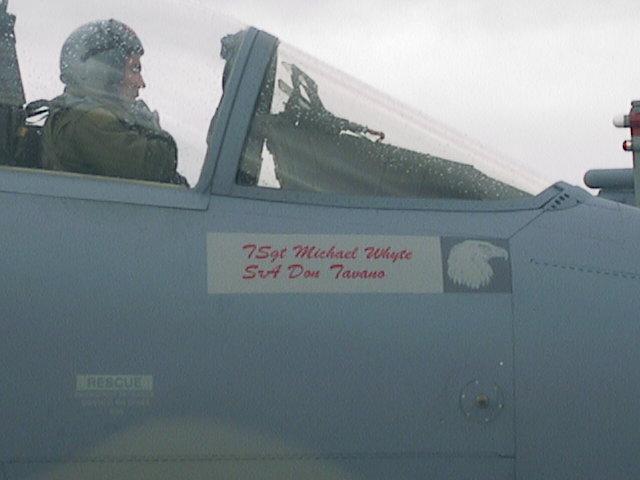 TSgt Michael Whyte
SrA Don Tavano
RESCUE